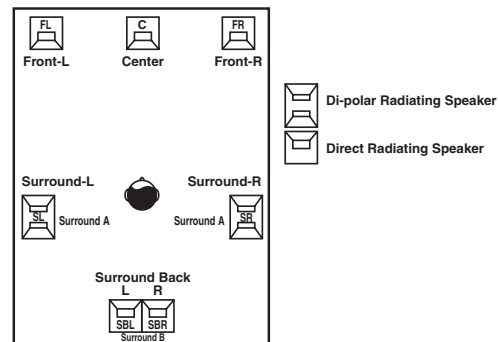 FL C FR
Front-L Center Front-R
Di-polar Radiating Speaker
Direct Radiating Speaker
Surround-L Surround-R
SL Surround A Surround A SR
Surround Back
L R
SBL SBR
Surround B